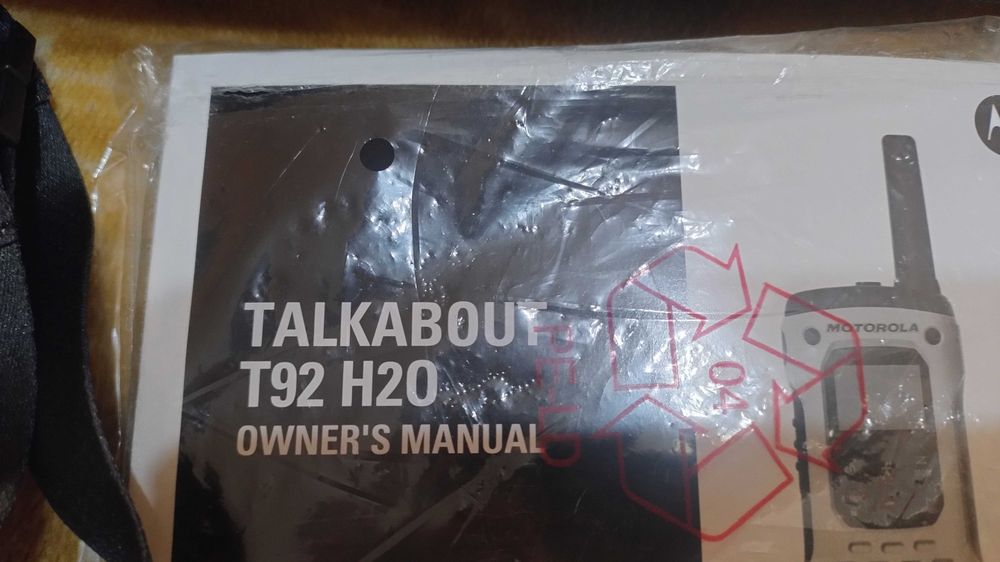 TALKABOUT
T92 H2O
OWNER'S MANUAL
PE-LD
04
MOTOROLA